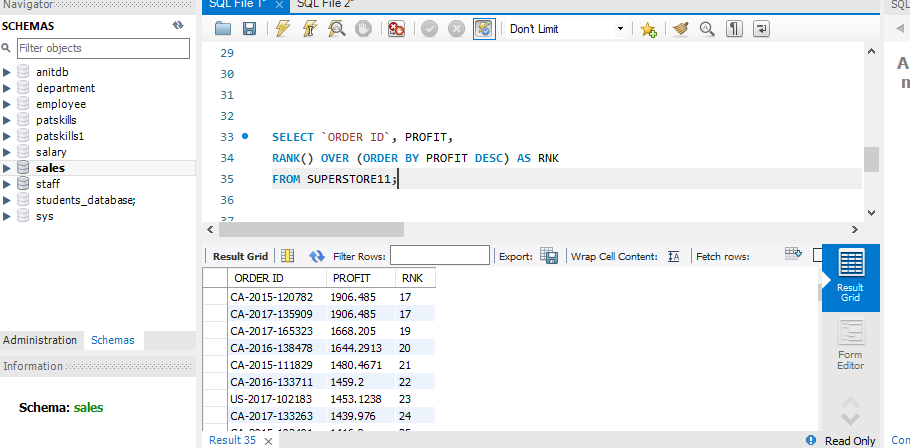 Navigator
SQL File 1*
SQL File 2*
SQL
SCHEMAS
Filter objects
anitdb
department
employee
patskills
patskills1
salary
sales
staff
students_database;
sys
Administration
Schemas
Information
Schema: sales
Don't Limit
29
30
31
32
33 SELECT `ORDER ID`, PROFIT,
34 RANK() OVER (ORDER BY PROFIT DESC) AS RNK
35 FROM SUPERSTORE11;
36
37
Result Grid
Filter Rows:
Export:
Wrap Cell Content:
Fetch rows:
ORDER ID PROFIT RNK
CA-2015-120782 1906.485 17
CA-2017-135909 1906.485 17
CA-2017-165323 1668.205 19
CA-2016-138478 1644.2913 20
CA-2015-111829 1480.4671 21
CA-2016-133711 1459.2 22
US-2017-102183 1453.1238 23
CA-2017-133263 1439.976 24
Result
Grid
Form
Editor
Result 35
Read Only
Con